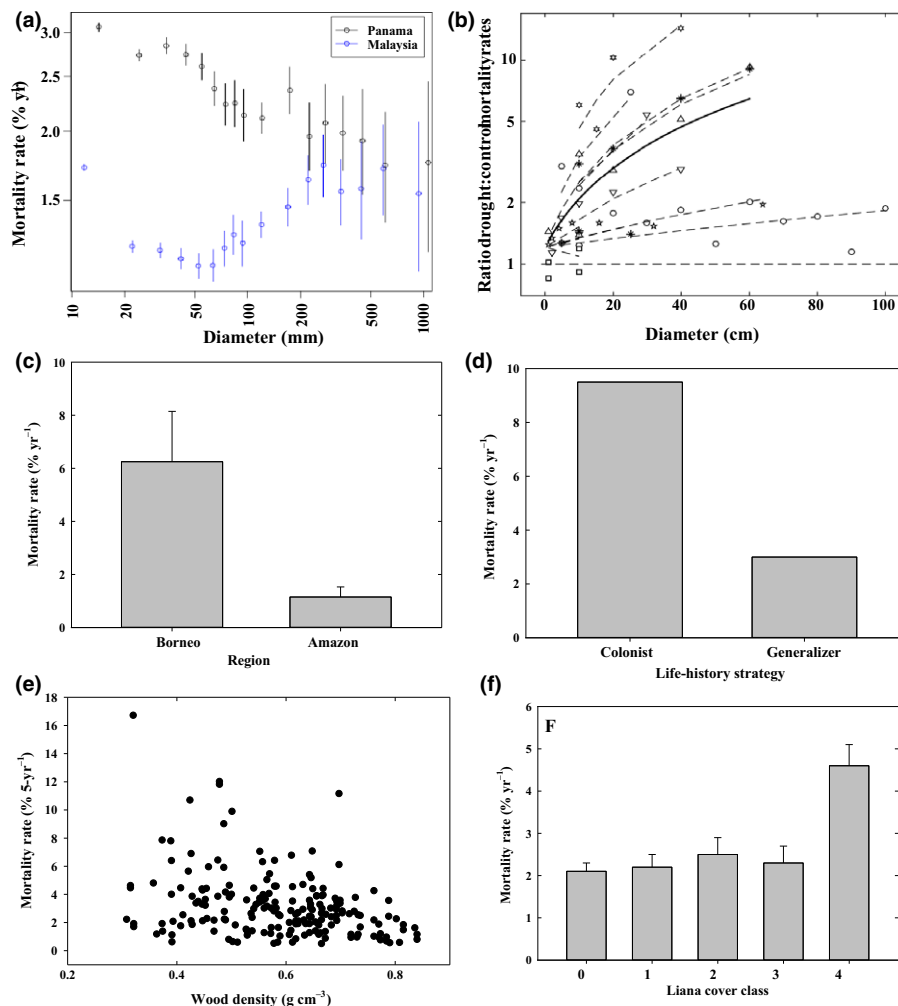 (a)
Panama
Malaysia
3.0
2.5
2.0
1.5
Mortality rate (% yr)
10
20
50
100
200
500
1000
Diameter (mm)
(b)
10
5
2
1
Ratio drought:control mortality rates
0
20
40
60
80
100
Diameter (cm)
(c)
10
8
6
4
2
0
Mortality rate (% yr⁻¹)
Borneo
Amazon
Region
(d)
10
8
6
4
2
0
Mortality rate (% yr⁻¹)
Colonist
Generalizer
Life-history strategy
(e)
18
16
14
12
10
8
6
4
2
0
Mortality rate (% 5-yr⁻¹)
0.2
0.4
0.6
0.8
Wood density (g cm⁻³)
(f)
F
6
5
4
3
2
1
0
Mortality rate (% yr⁻¹)
0
1
2
3
4
Liana cover class